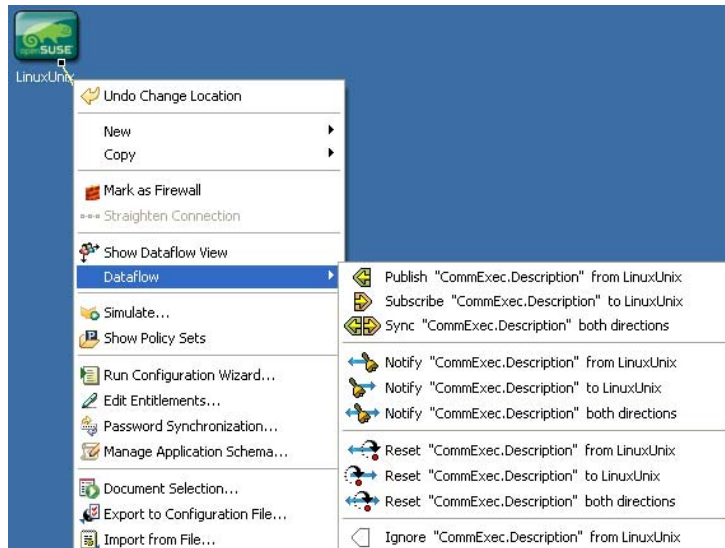 openSUSE
LinuxUnix
Undo Change Location
New
Copy
Mark as Firewall
Straighten Connection
Show Dataflow View
Dataflow
Simulate...
Show Policy Sets
Run Configuration Wizard...
Edit Entitlements...
Password Synchronization...
Manage Application Schema...
Document Selection...
Export to Configuration File...
Import from File...
Publish "CommExec.Description" from LinuxUnix
Subscribe "CommExec.Description" to LinuxUnix
Sync "CommExec.Description" both directions
Notify "CommExec.Description" from LinuxUnix
Notify "CommExec.Description" to LinuxUnix
Notify "CommExec.Description" both directions
Reset "CommExec.Description" from LinuxUnix
Reset "CommExec.Description" to LinuxUnix
Reset "CommExec.Description" both directions
Ignore "CommExec.Description" from LinuxUnix